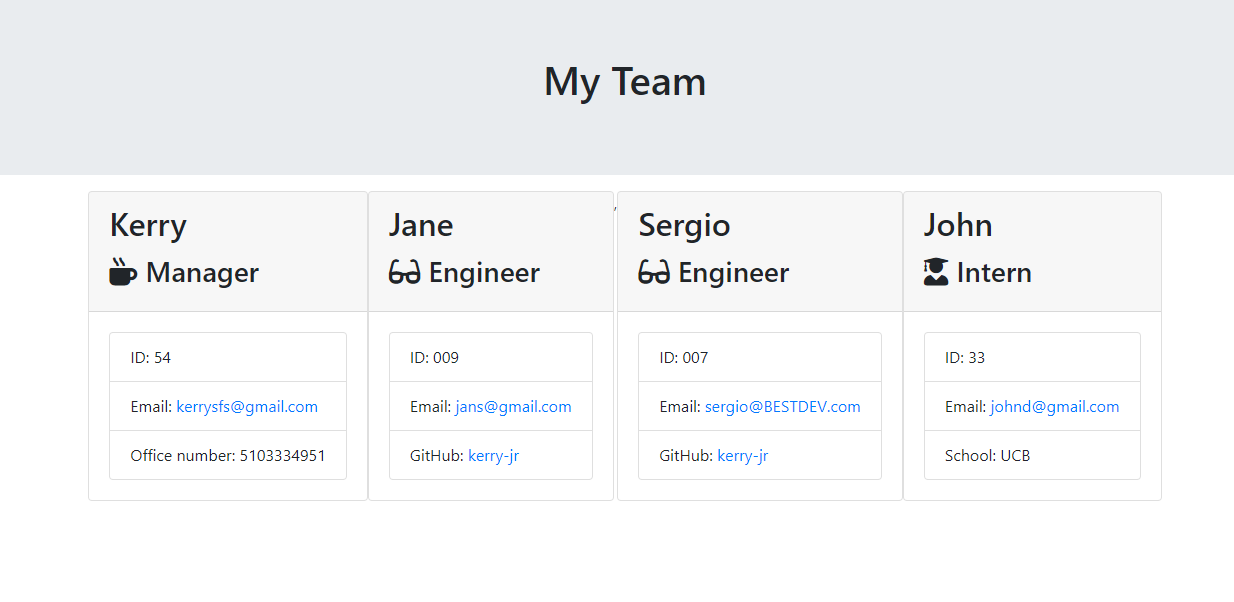 My Team
Kerry
Manager
ID: 54
Email: kerrysfs@gmail.com
Office number: 5103334951
Jane
Engineer
ID: 009
Email: jans@gmail.com
GitHub: kerry-jr
,
Sergio
Engineer
ID: 007
Email: sergio@BESTDEV.com
GitHub: kerry-jr
John
Intern
ID: 33
Email: johnd@gmail.com
School: UCB